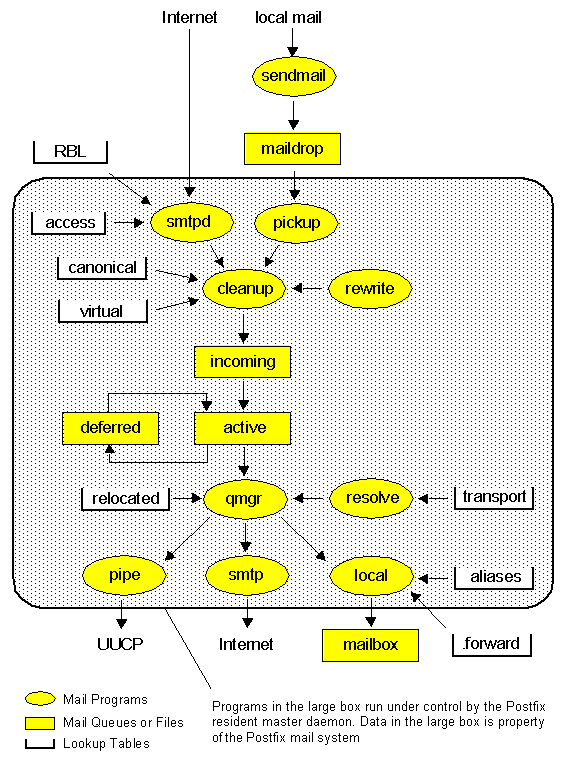 Internet
local mail
sendmail
maildrop
RBL
access
smtpd
pickup
canonical
cleanup
rewrite
virtual
incoming
deferred
active
relocated
qmgr
resolve
transport
pipe
smtp
local
aliases
UUCP
Internet
mailbox
.forward
Mail Programs
Mail Queues or Files
Lookup Tables
Programs in the large box run under control by the Postfix
resident master daemon. Data in the large box is property
of the Postfix mail system